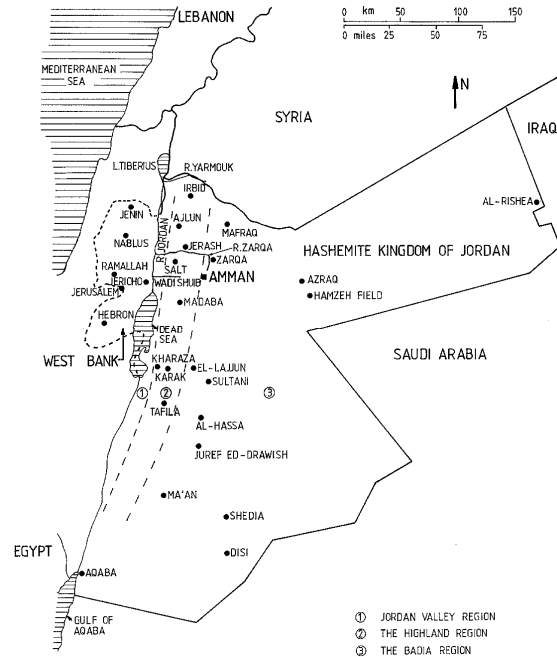 LEBANON
0 km 50 100 150
0 miles 25 50 75
MEDITERRANEAN
SEA
N
SYRIA
IRAQ
L.TIBERIUS
R.YARMOUK
IRBID
AL-RISHEA
JENIN
AJLUN
MAFRAQ
R.JORDAN
NABLUS
JERASH
R.ZARQA
HASHEMITE KINGDOM OF JORDAN
ZARQA
RAMALLAH
SALT
JERICHO
WADI SHUIB
AMMAN
AZRAQ
JERUSALEM
HAMZEH FIELD
MADABA
HEBRON
DEAD
SEA
WEST BANK
SAUDI ARABIA
KHARAZA
EL-LAJJUN
KARAK
SULTANI
1
2
3
TAFILA
AL-HASSA
JUREF ED-DRAWISH
MA'AN
SHEDIA
EGYPT
DISI
AQABA
GULF OF
AQABA
1 JORDAN VALLEY REGION
2 THE HIGHLAND REGION
3 THE BADIA REGION